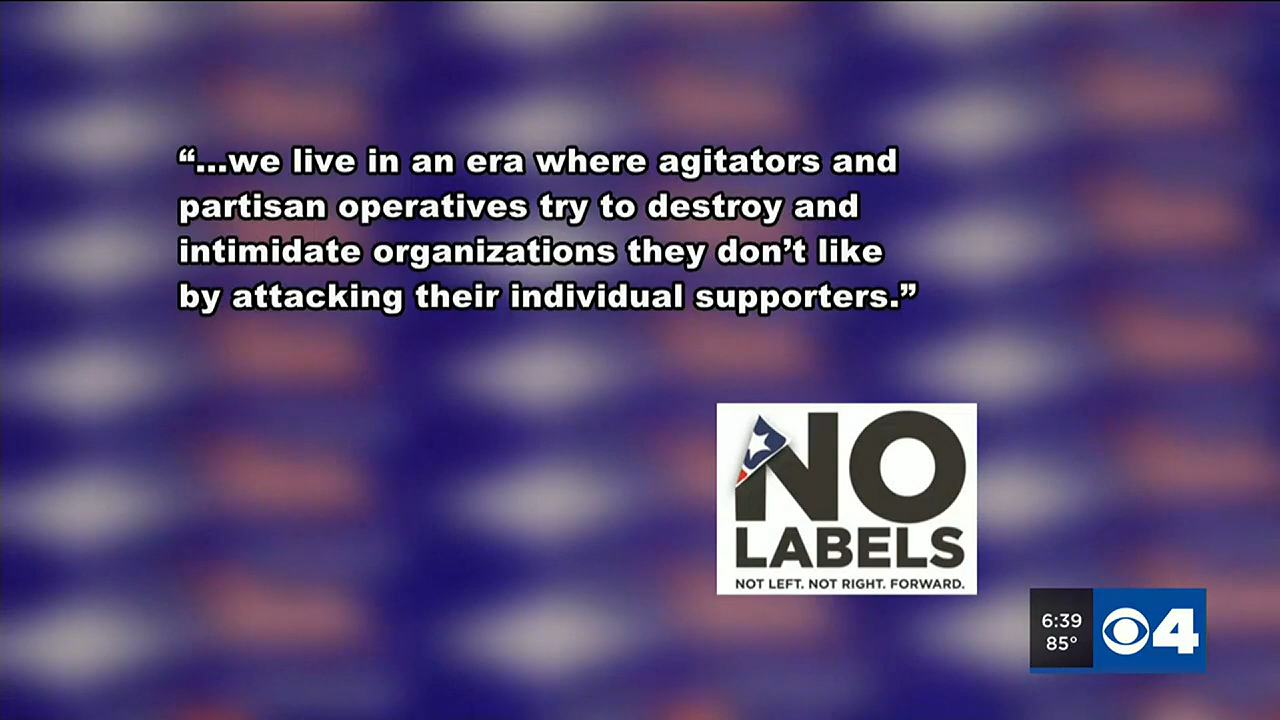 “...we live in an era where agitators and
partisan operatives try to destroy and
intimidate organizations they don’t like
by attacking their individual supporters.”
NO
LABELS
NOT LEFT. NOT RIGHT. FORWARD.
6:39
85°
4